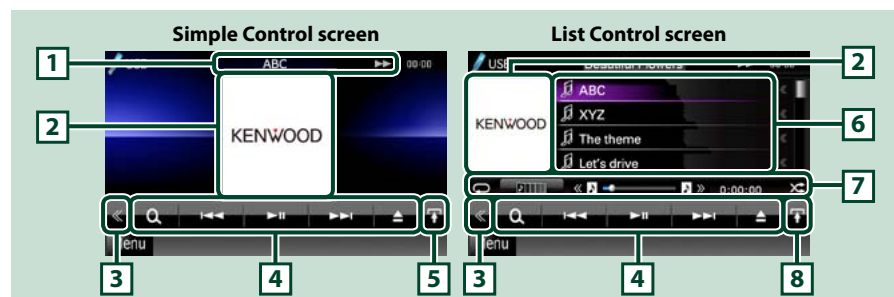 Simple Control screen
List Control screen
1
USB
ABC
00:00
2
KENWOOD
Menu
3
4
5
USB
Beautiful Flowers
2
KENWOOD
ABC
XYZ
The theme
Let's drive
6
0:00:00
7
Menu
3
4
8